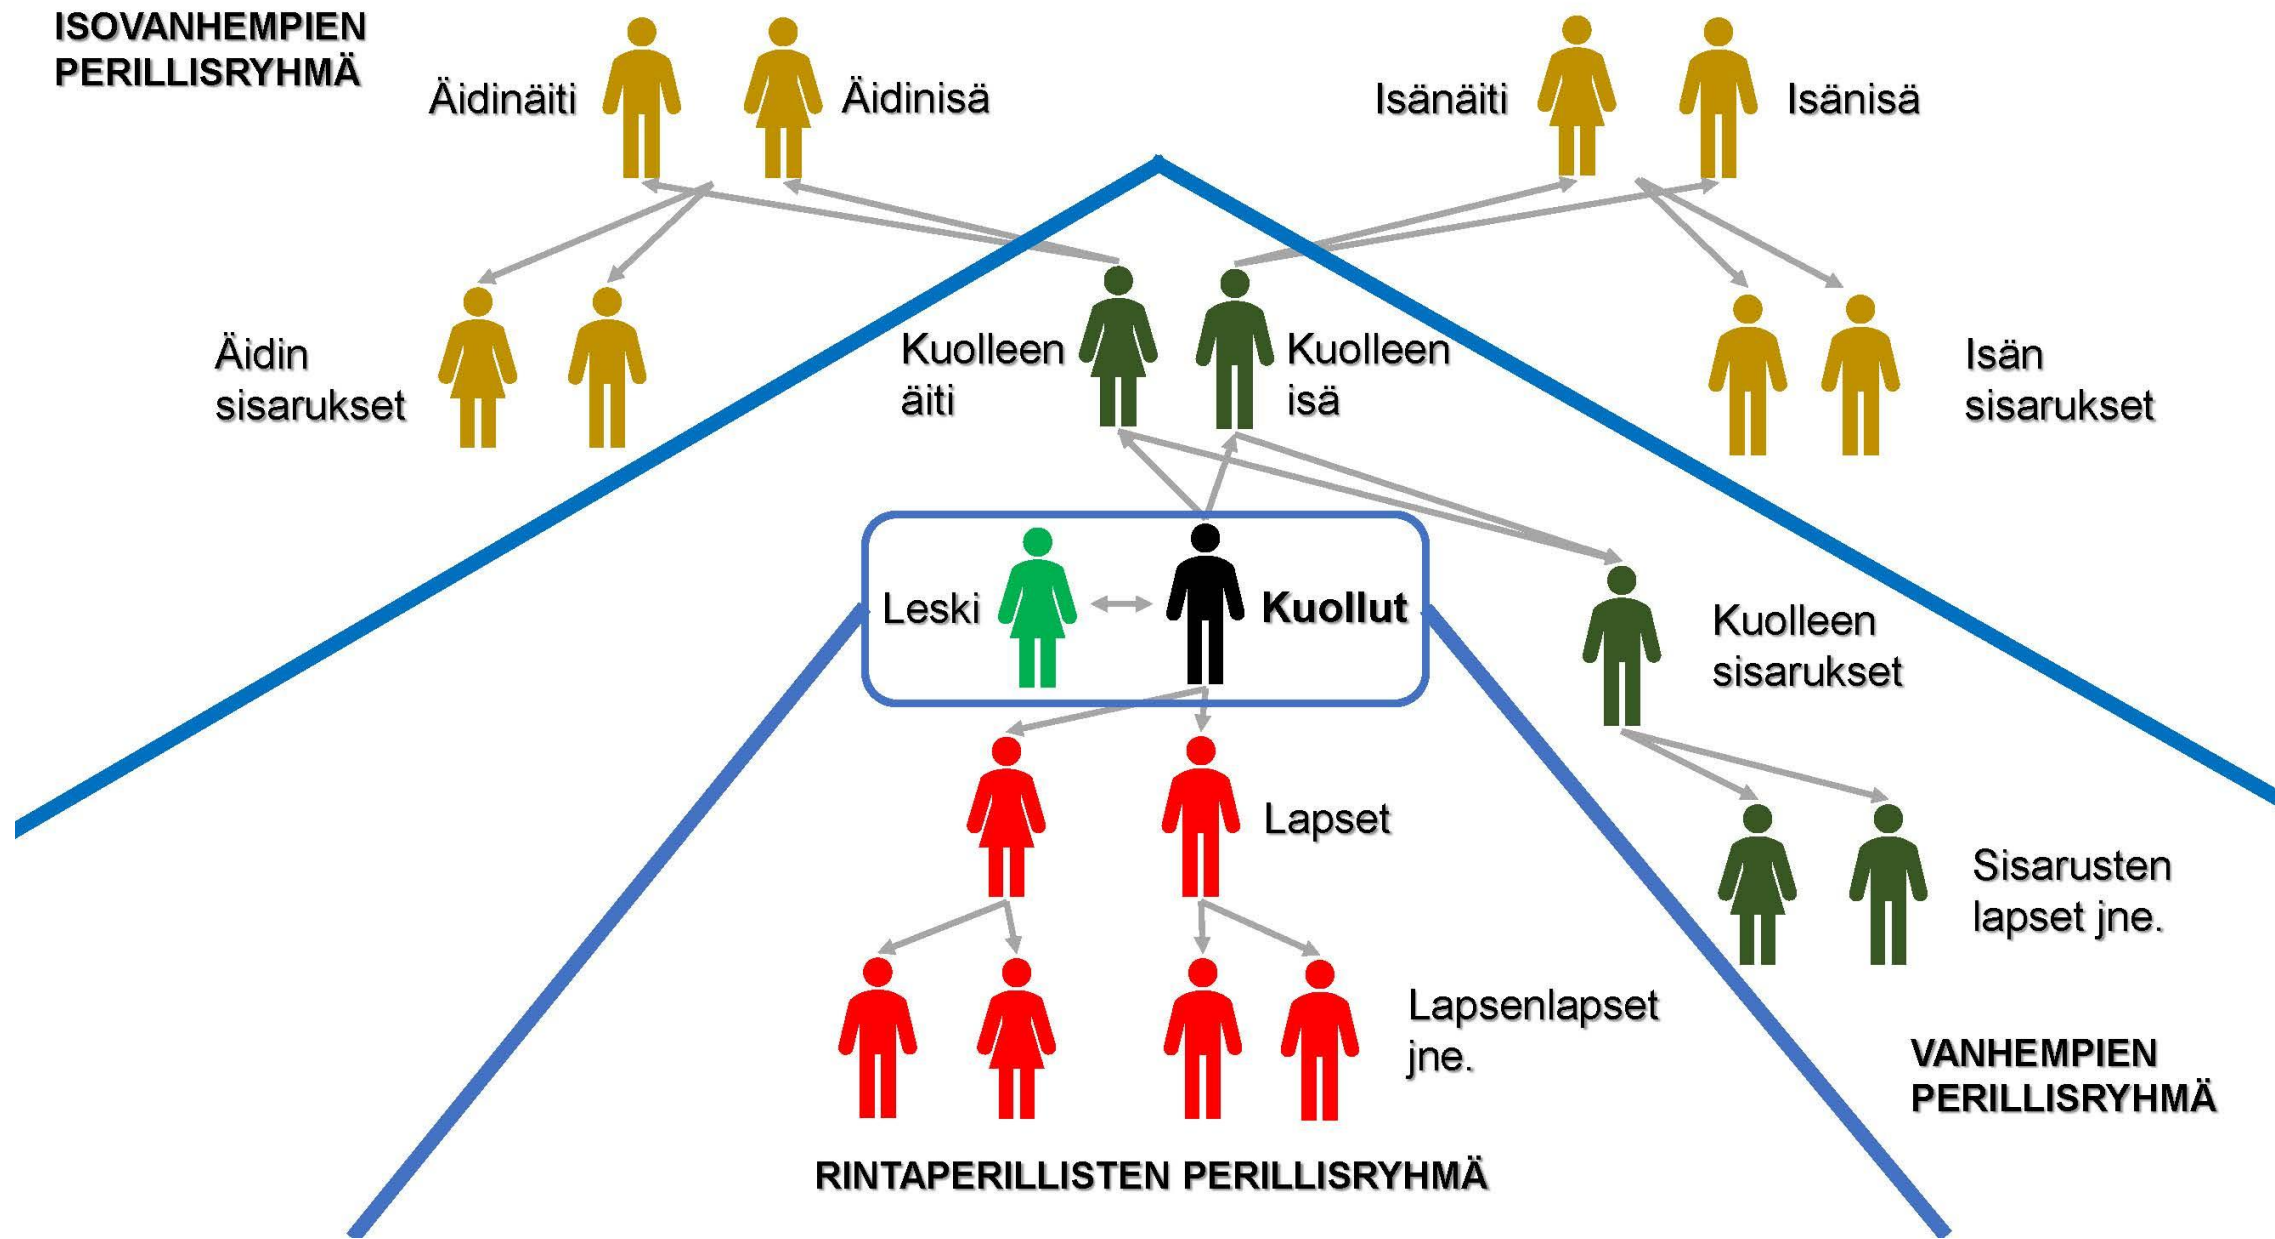 ISOVANHEMPIEN
PERILLISRYHMÄ
Äidinäiti
Äidinisä
Isänäiti
Isänisä
Äidin
sisarukset
Kuolleen
äiti
Kuolleen
isä
Isän
sisarukset
Leski
Kuollut
Kuolleen
sisarukset
Lapset
Sisarusten
lapset jne.
Lapsenlapset
jne.
VANHEMPIEN
PERILLISRYHMÄ
RINTAPERILLISTEN PERILLISRYHMÄ